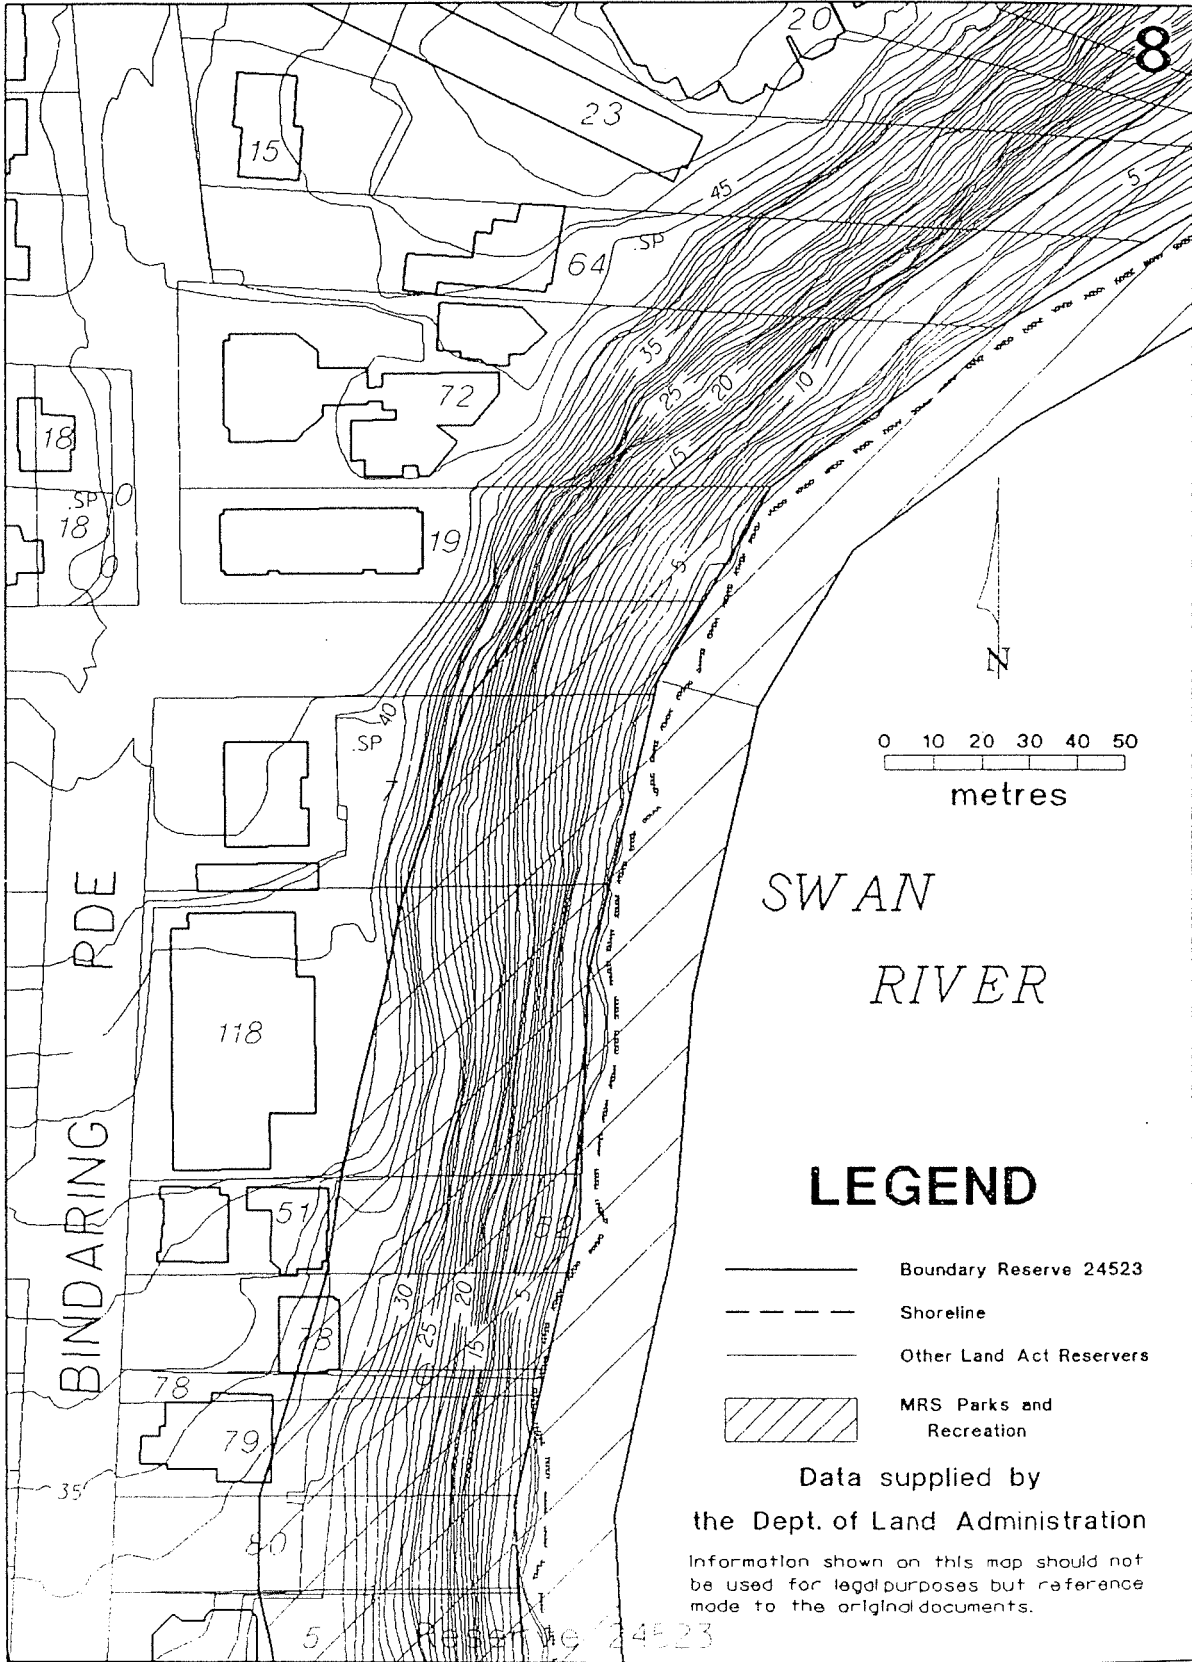 20
8
23
15
45
5
.SP
64
35
72
25
20
10
18
15
.SP
18
19
5
N
40
.SP
0 10 20 30 40 50
metres
SWAN
RIVER
118
BINDARING PDE
LEGEND
51
Boundary Reserve 24523
30
20
5
78
25
15
Shoreline
Other Land Act Reservers
78
MRS Parks and
Recreation
79
35
Data supplied by
the Dept. of Land Administration
80
Information shown on this map should not
be used for legal purposes but reference
made to the original documents.
5
Reserve 24523